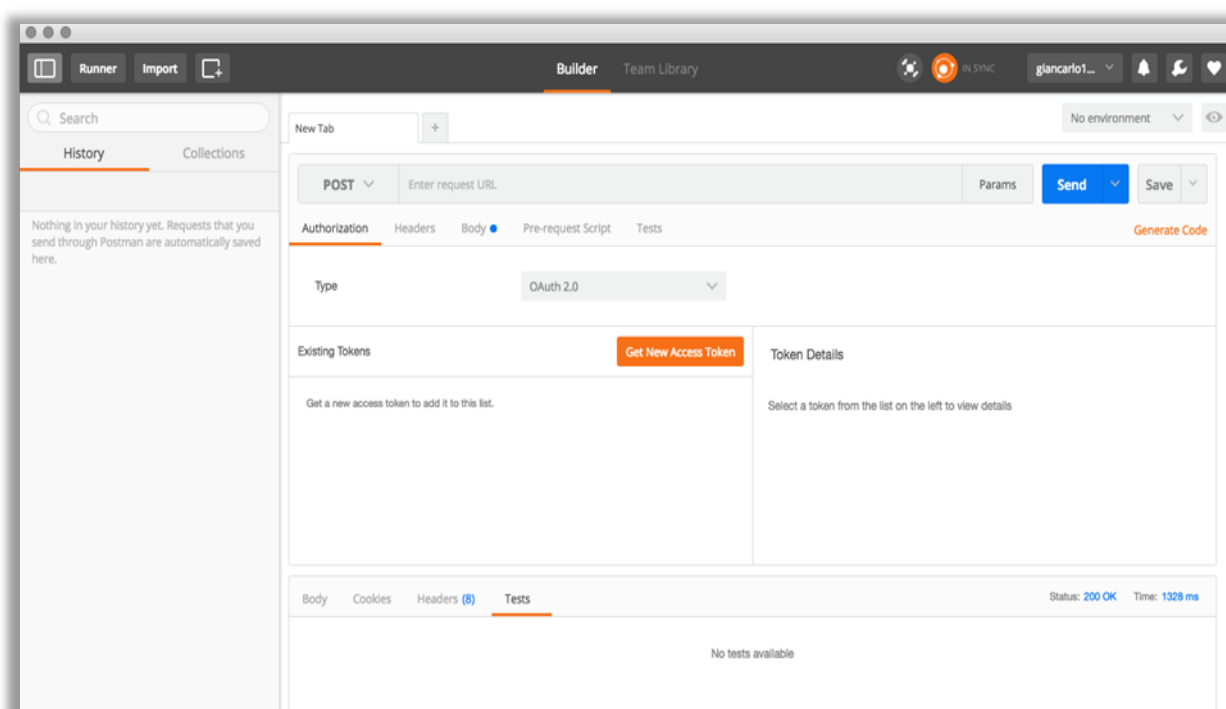 Runner Import Builder Team Library IN SYNC giancarlo1...
Search
History Collections
Nothing in your history yet. Requests that you
send through Postman are automatically saved
here.
New Tab + No environment
POST Enter request URL Params Send Save
Authorization Headers Body Pre-request Script Tests Generate Code
Type OAuth 2.0
Existing Tokens Get New Access Token
Get a new access token to add it to this list.
Token Details
Select a token from the list on the left to view details
Body Cookies Headers (8) Tests Status: 200 OK Time: 1328 ms
No tests available